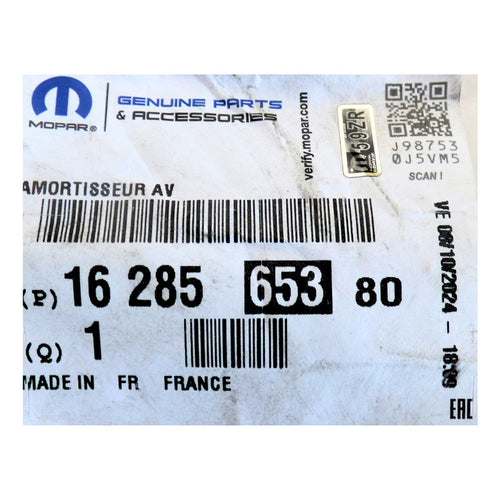 MOPAR®
GENUINE PARTS
& ACCESSORIES
verify.mopar.com
J98753
0J5VM5
SCAN!
AMORTISSEUR AV
VE 08/10/2024 - 18:09
(P) 16 285 653 80
(Q) 1
MADE IN FR FRANCE
EAC